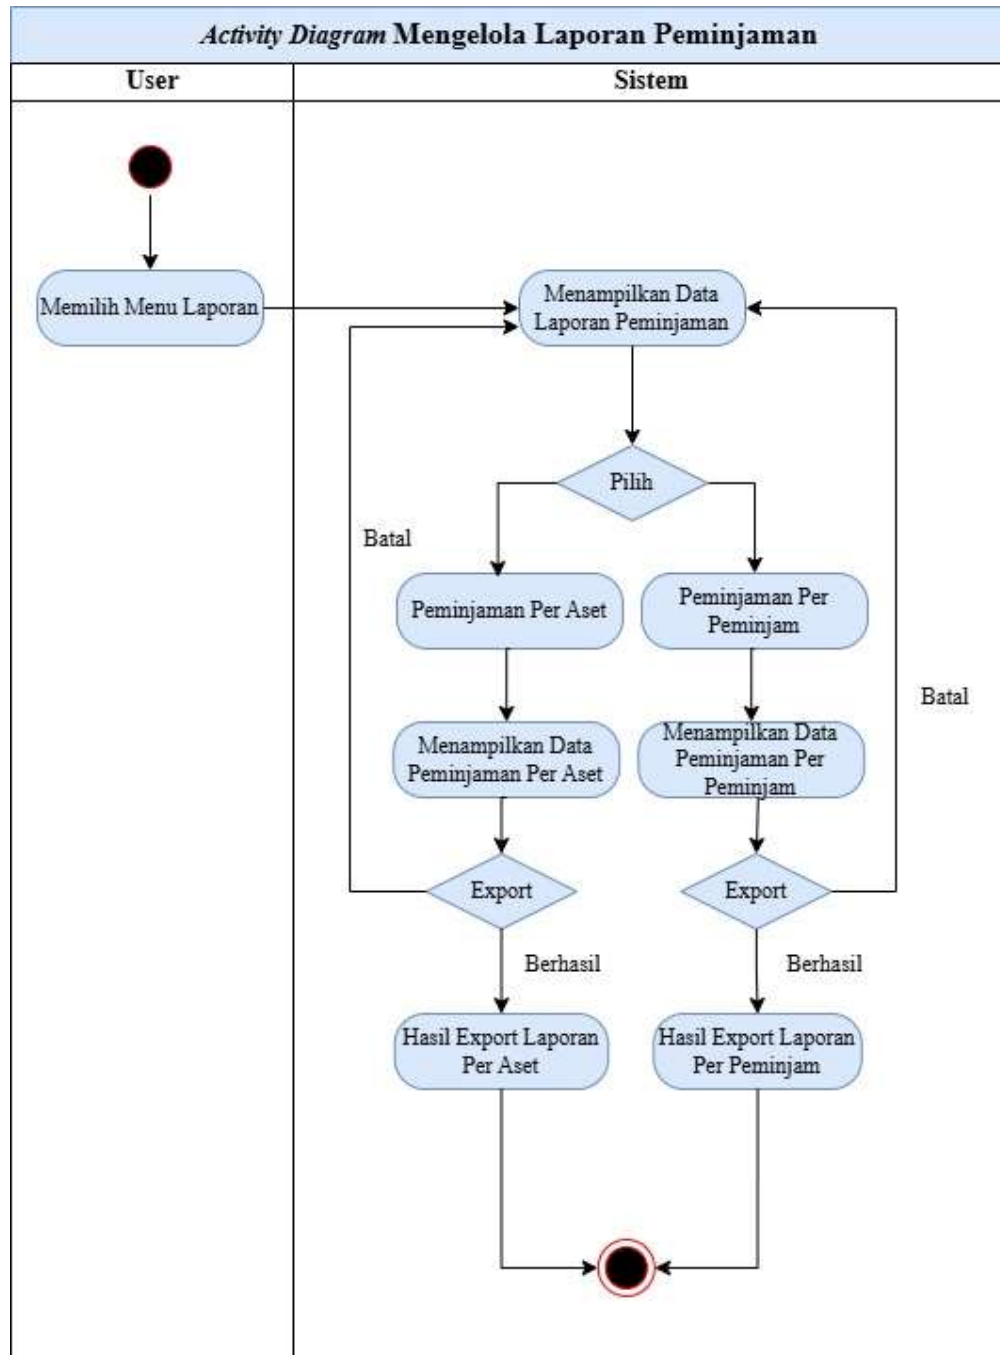 Activity Diagram Mengelola Laporan Peminjaman
User
Sistem
Memilih Menu Laporan
Menampilkan Data
Laporan Peminjaman
Pilih
Batal
Peminjaman Per Aset
Peminjaman Per
Peminjam
Batal
Menampilkan Data
Peminjaman Per Aset
Menampilkan Data
Peminjaman Per
Peminjam
Export
Export
Berhasil
Berhasil
Hasil Export Laporan
Per Aset
Hasil Export Laporan
Per Peminjam